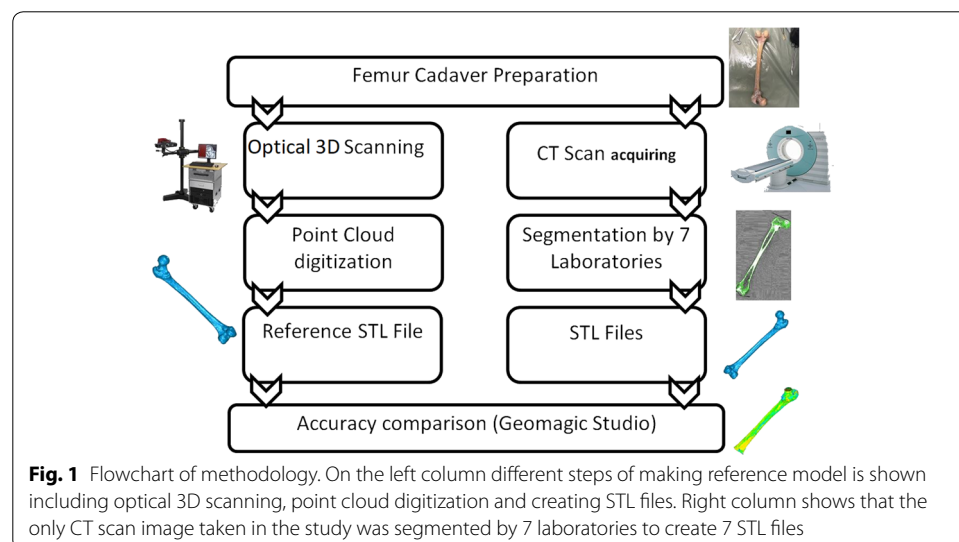 Femur Cadaver Preparation
Optical 3D Scanning
CT Scan acquiring
Point Cloud
digitization
Segmentation by 7
Laboratories
Reference STL File
STL Files
Accuracy comparison (Geomagic Studio)
Fig. 1 Flowchart of methodology. On the left column different steps of making reference model is shown
including optical 3D scanning, point cloud digitization and creating STL files. Right column shows that the
only CT scan image taken in the study was segmented by 7 laboratories to create 7 STL files